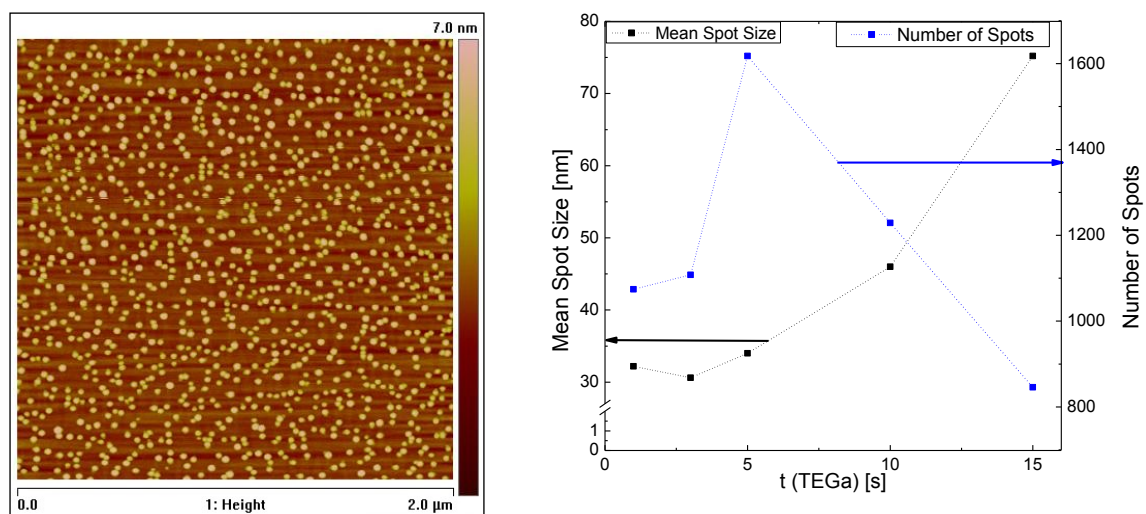 7.0 nm
0.0 1: Height 2.0 µm
Mean Spot Size Number of Spots
80
70
60
50
40
30
1
0
Mean Spot Size [nm]
1600
1400
1200
1000
800
Number of Spots
0 5 10 15
t (TEGa) [s]